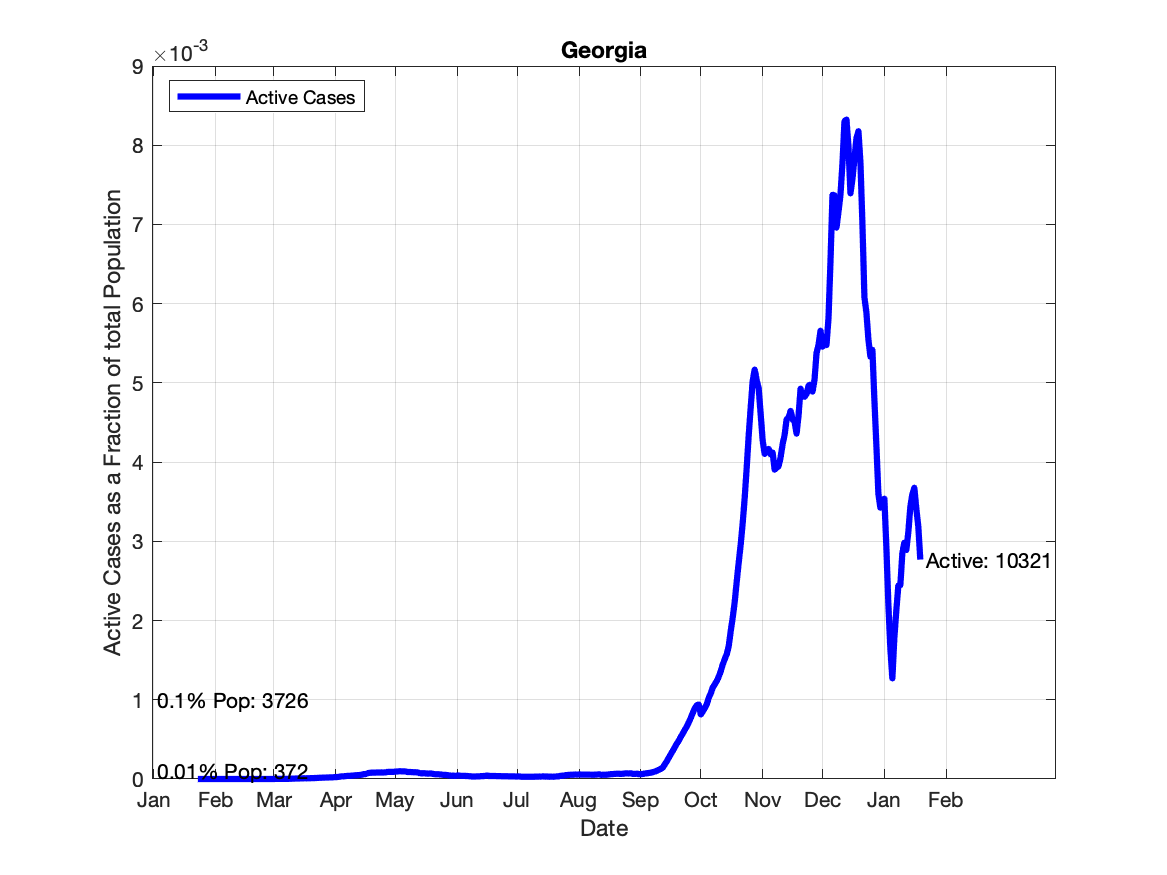 Georgia
×10-3
Active Cases
9
8
7
6
5
4
3
2
1
0
Active Cases as a Fraction of total Population
Active: 10321
0.1% Pop: 3726
0.01% Pop: 372
Jan Feb Mar Apr May Jun Jul Aug Sep Oct Nov Dec Jan Feb
Date